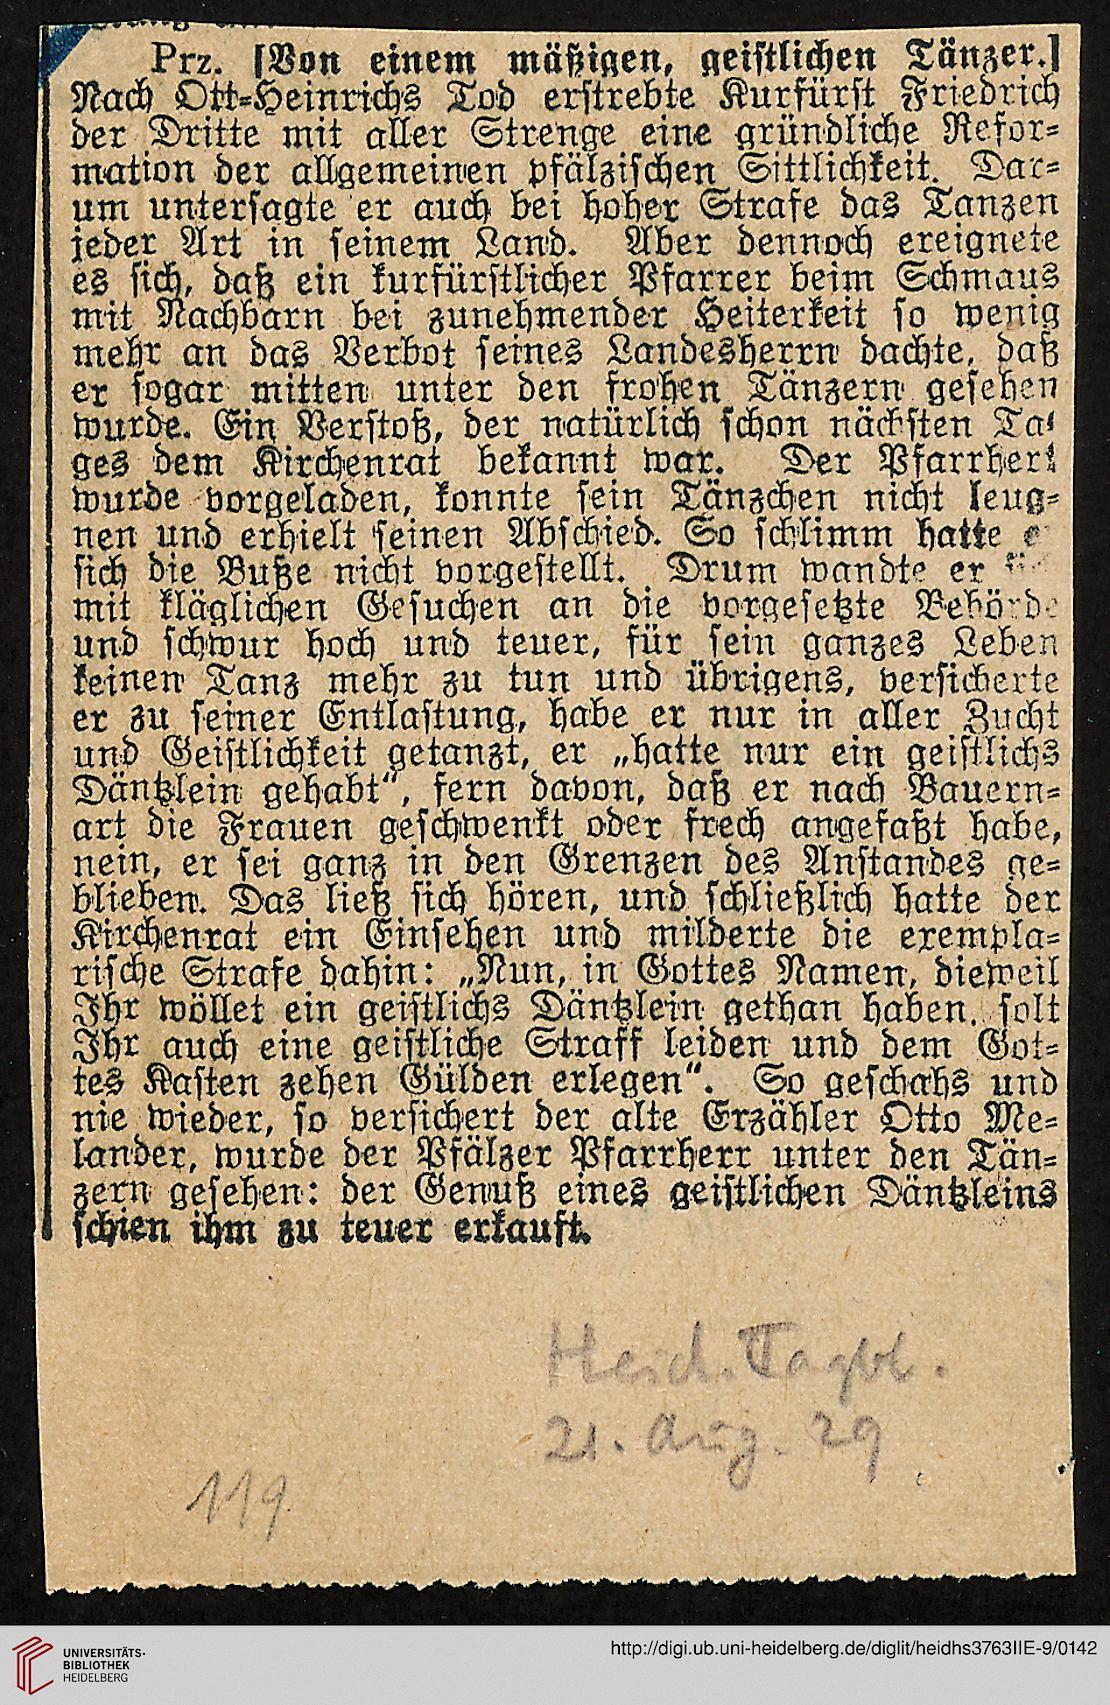 Prz. [Von einem mäßigen, geistlichen Tänzer.]
Nach Ott-Heinrichs Tod erstrebte Kurfürst Friedrich
der Dritte mit aller Strenge eine gründliche Refor-
mation der allgemeinen pfälzischen Sittlichkeit. Dar-
um untersagte er auch bei hoher Strafe das Tanzen
jeder Art in seinem Land. Aber dennoch ereignete
es sich, daß ein kurfürstlicher Pfarrer beim Schmaus
mit Nachbarn bei zunehmender Heiterkeit so wenig
mehr an das Verbot seines Landesherrn dachte, daß
er sogar mitten unter den frohen Tänzern gesehen
wurde. Ein Verstoß, der natürlich schon nächsten Ta-
ges dem Kirchenrat bekannt war. Der Pfarrherr
wurde vorgeladen, konnte sein Tänzchen nicht leug-
nen und erhielt seinen Abschied. So schlimm hatte e
sich die Buße nicht vorgestellt. Drum wandte er
mit kläglichen Gesuchen an die vorgesetzte Behörde
und schwur hoch und teuer, für sein ganzes Leben
keinen Tanz mehr zu tun und übrigens, versicherte
er zu seiner Entlastung, habe er nur in aller Zucht
und Geistlichkeit getanzt, er „hatte nur ein geistlichs
Däntzlein gehabt“, fern davon, daß er nach Bauern-
art die Frauen geschwenkt oder frech angefaßt habe,
nein, er sei ganz in den Grenzen des Anstandes ge-
blieben. Das ließ sich hören, und schließlich hatte der
Kirchenrat ein Einsehen und milderte die exempla-
rische Strafe dahin: „Nun, in Gottes Namen, dieweil
Ihr wöllet ein geistlichs Däntzlein gethan haben, solt
Ihr auch eine geistliche Straff leiden und dem Got-
tes Kasten zehen Gülden erlegen“. So geschahs und
nie wieder, so versichert der alte Erzähler Otto Me-
lander, wurde der Pfälzer Pfarrherr unter den Tän-
zern gesehen: der Genuß eines geistlichen Däntzleins
schien ihm zu teuer erkauft.
Heid. Tagbl.
21. Aug. 29
119
UNIVERSITÄTS-
BIBLIOTHEK
HEIDELBERG
http://digi.ub.uni-heidelberg.de/diglit/heidhs3763IIE-9/0142